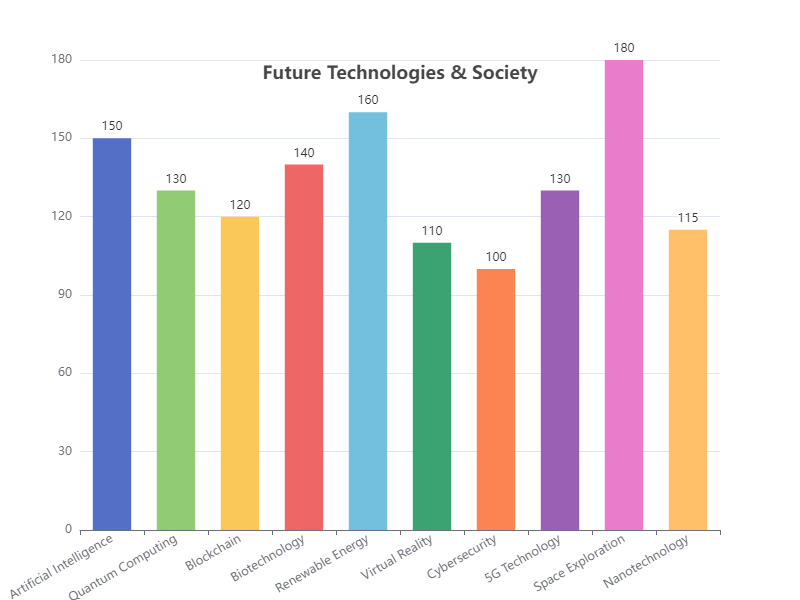 Future Technologies & Society
180
150
120
90
60
30
0
150
130
120
140
160
110
100
130
180
115
Artificial Intelligence
Quantum Computing
Blockchain
Biotechnology
Renewable Energy
Virtual Reality
Cybersecurity
5G Technology
Space Exploration
Nanotechnology